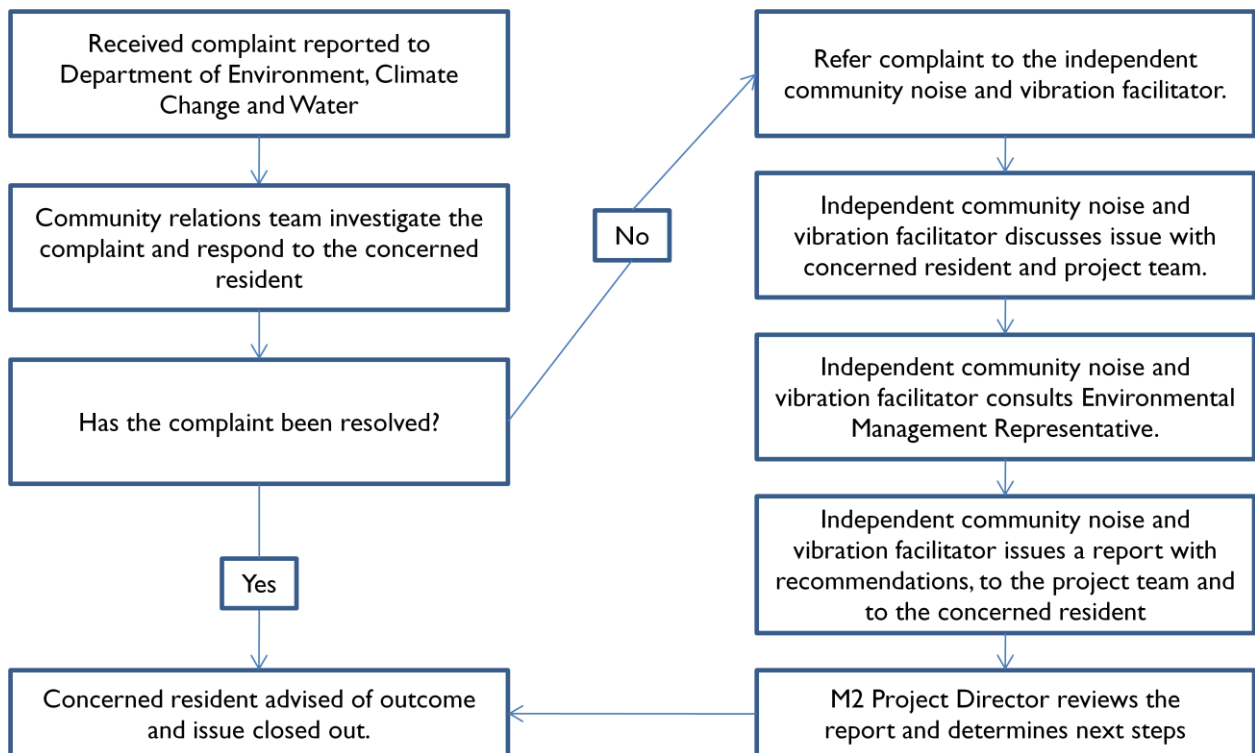 Received complaint reported to
Department of Environment, Climate
Change and Water
Community relations team investigate the
complaint and respond to the concerned
resident
Has the complaint been resolved?
Yes
Concerned resident advised of outcome
and issue closed out.
No
Refer complaint to the independent
community noise and vibration facilitator.
Independent community noise and
vibration facilitator discusses issue with
concerned resident and project team.
Independent community noise and
vibration facilitator consults Environmental
Management Representative.
Independent community noise and
vibration facilitator issues a report with
recommendations, to the project team and
to the concerned resident
M2 Project Director reviews the
report and determines next steps